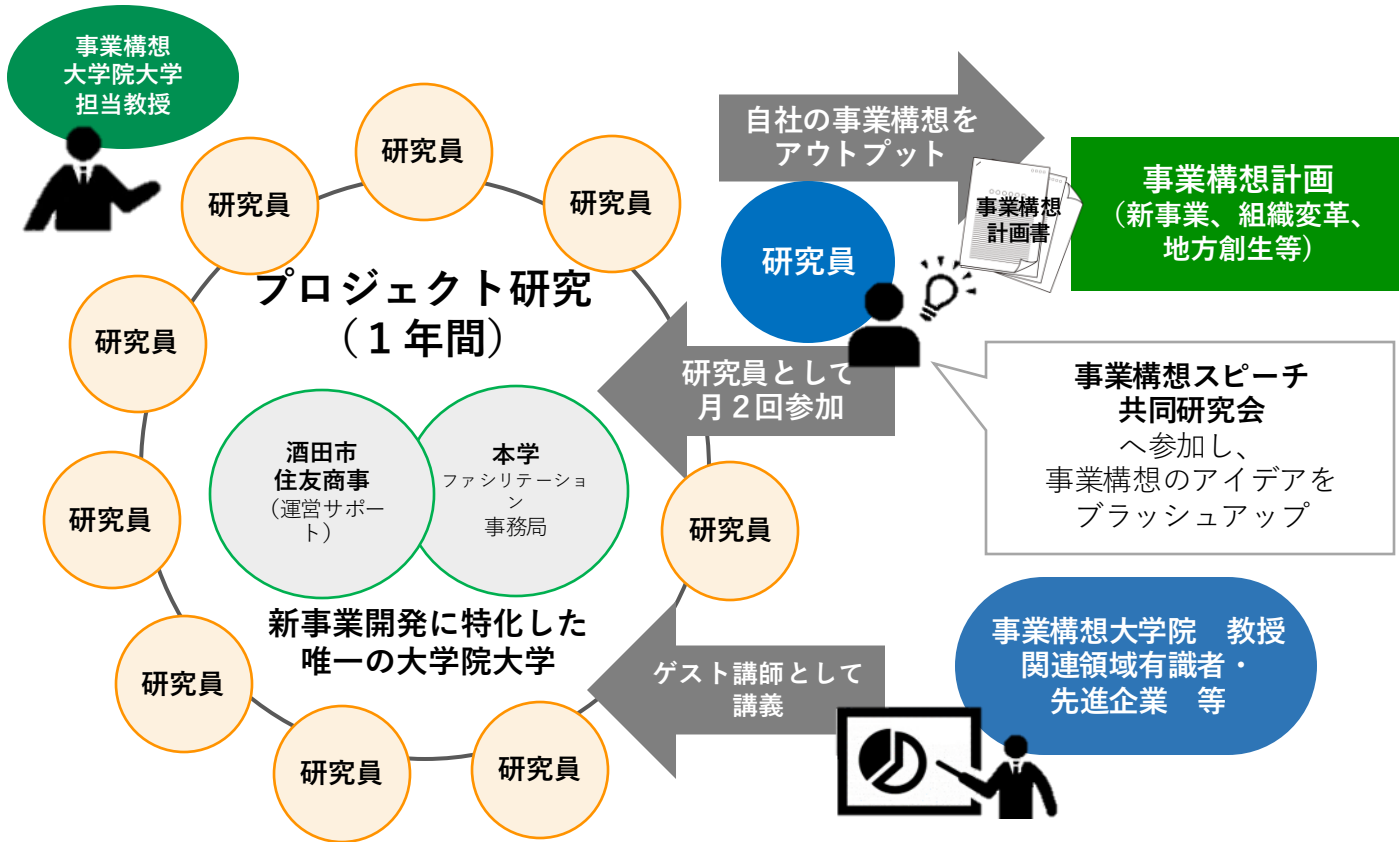 事業構想
大学院大学
担当教授
研究員
研究員
研究員
研究員
研究員
研究員
研究員
研究員
研究員
研究員
プロジェクト研究
（１年間）
酒田市
住友商事
（運営サポー
ト）
本学
ファシリテーショ
ン
事務局
新事業開発に特化した
唯一の大学院大学
自社の事業構想を
アウトプット
研究員
事業構想
計画書
事業構想計画
（新事業、組織変革、
地方創生等）
研究員として
月２回参加
事業構想スピーチ
共同研究会
へ参加し、
事業構想のアイデアを
ブラッシュアップ
ゲスト講師として
講義
事業構想大学院　教授
関連領域有識者・
先進企業　等